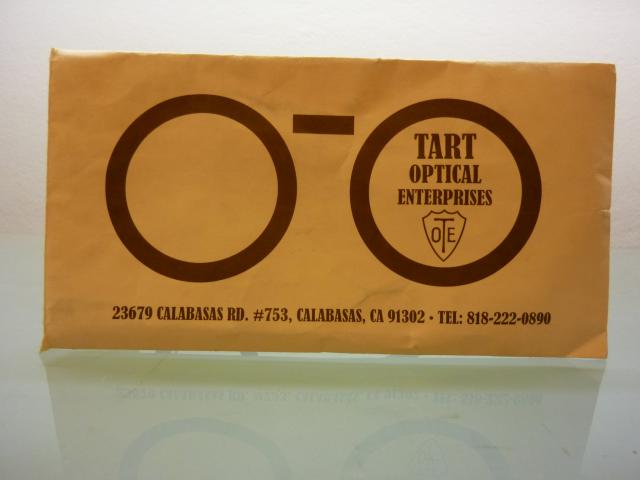 TART
OPTICAL
ENTERPRISES
OTE
23679 CALABASAS RD. #753, CALABASAS, CA 91302 · TEL: 818-222-0890